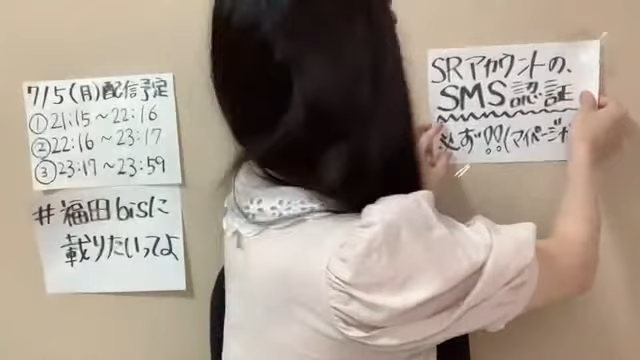 7/5(月)配信予定
①21:15～22:16
②22:16～23:17
③23:17～23:59
#福田bisに
載りたいってよ
SRアカウントの、
SMS認証
必ず!!(マイページ